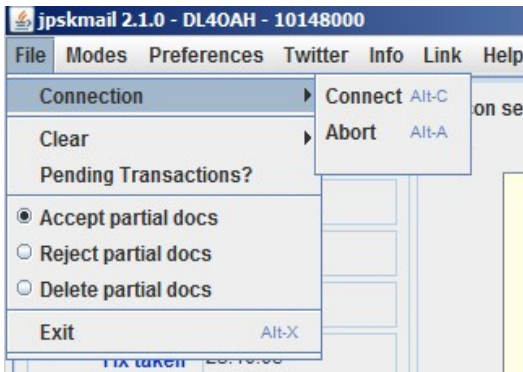 jpskmail 2.1.0 - DL4OAH - 10148000
File Modes Preferences Twitter Info Link Help
Connection
Connect Alt-C
Abort Alt-A
Clear
Pending Transactions?
Accept partial docs
Reject partial docs
Delete partial docs
Exit Alt-X